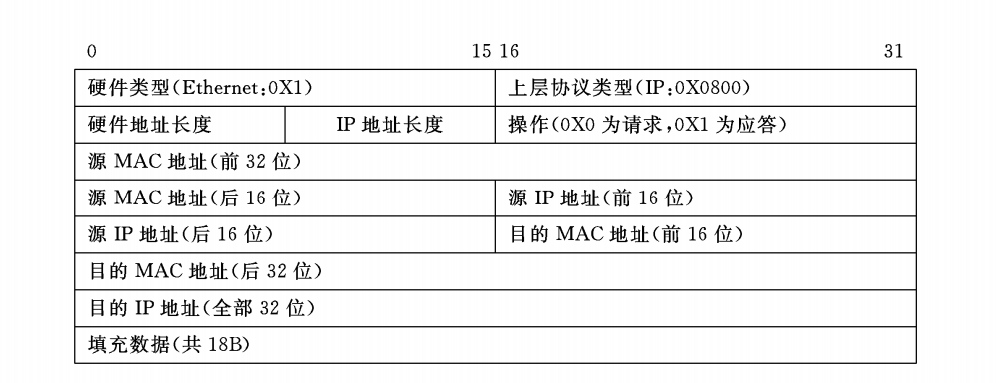 0 15 16 31
硬件类型(Ethernet:0X1) 上层协议类型(IP:0X0800)
硬件地址长度 IP 地址长度 操作(0X0 为请求,0X1 为应答)
源 MAC 地址(前 32 位)
源 MAC 地址(后 16 位) 源 IP 地址(前 16 位)
源 IP 地址(后 16 位) 目的 MAC 地址(前 16 位)
目的 MAC 地址(后 32 位)
目的 IP 地址(全部 32 位)
填充数据(共 18B)